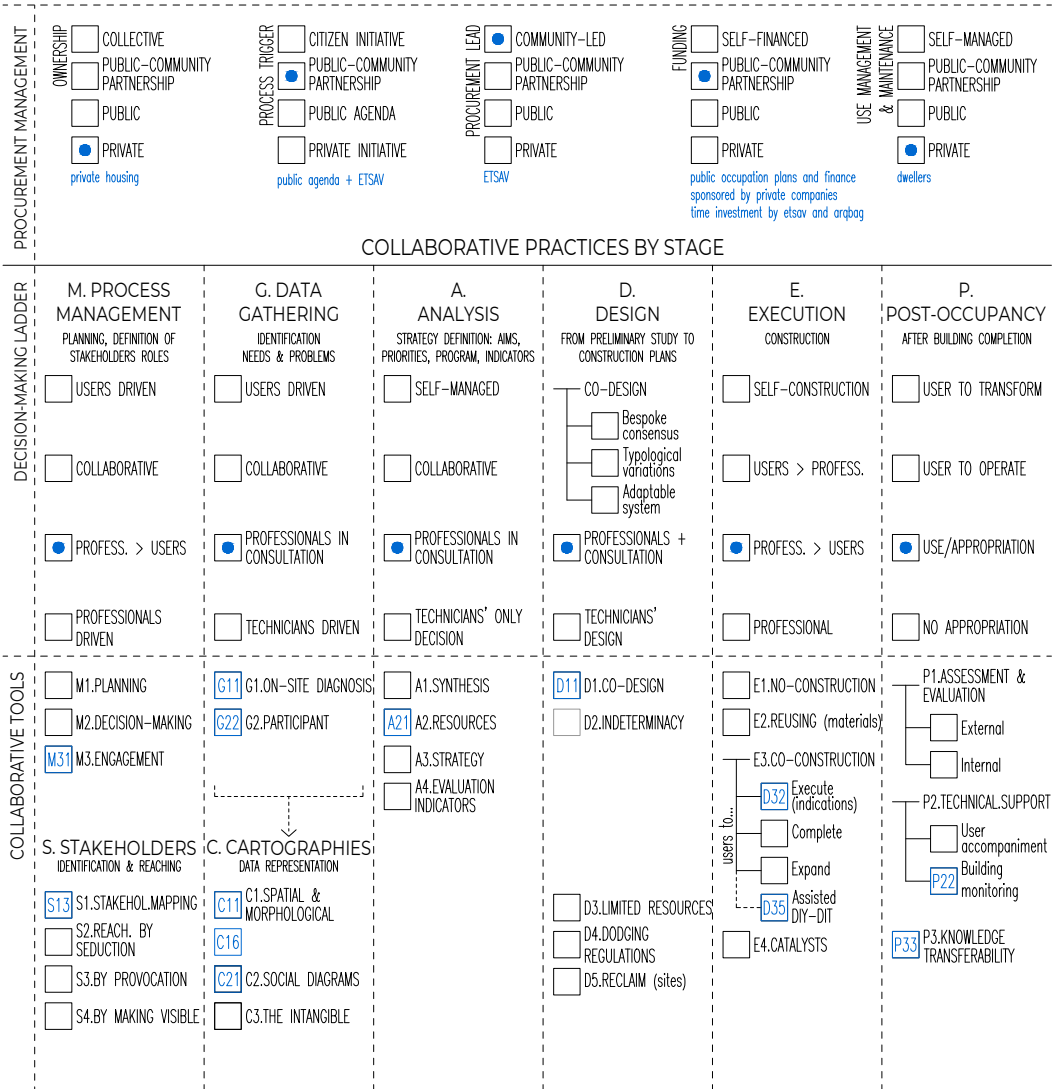 PROCUREMENT MANAGEMENT
OWNERSHIP
COLLECTIVE
PUBLIC-COMMUNITY
PARTNERSHIP
PUBLIC
PRIVATE
private housing
PROCESS TRIGGER
CITIZEN INITIATIVE
PUBLIC-COMMUNITY
PARTNERSHIP
PUBLIC AGENDA
PRIVATE INITIATIVE
public agenda + ETSAV
PROCUREMENT LEAD
COMMUNITY-LED
PUBLIC-COMMUNITY
PARTNERSHIP
PUBLIC
PRIVATE
ETSAV
FUNDING
SELF-FINANCED
PUBLIC-COMMUNITY
PARTNERSHIP
PUBLIC
PRIVATE
public occupation plans and finance
sponsored by private companies
time investment by etsav and arqbag
USE MANAGEMENT
& MAINTENANCE
SELF-MANAGED
PUBLIC-COMMUNITY
PARTNERSHIP
PUBLIC
PRIVATE
dwellers
COLLABORATIVE PRACTICES BY STAGE
DECISION-MAKING LADDER
M. PROCESS
MANAGEMENT
PLANNING, DEFINITION OF
STAKEHOLDERS ROLES
USERS DRIVEN
COLLABORATIVE
PROFESS. > USERS
PROFESSIONALS
DRIVEN
G. DATA
GATHERING
IDENTIFICATION
NEEDS & PROBLEMS
USERS DRIVEN
COLLABORATIVE
PROFESSIONALS IN
CONSULTATION
TECHNICIANS DRIVEN
A.
ANALYSIS
STRATEGY DEFINITION: AIMS,
PRIORITIES, PROGRAM, INDICATORS
SELF-MANAGED
COLLABORATIVE
PROFESSIONALS IN
CONSULTATION
TECHNICIANS' ONLY
DECISION
D.
DESIGN
FROM PRELIMINARY STUDY TO
CONSTRUCTION PLANS
CO-DESIGN
Bespoke
consensus
Typological
variations
Adaptable
system
PROFESSIONALS +
CONSULTATION
TECHNICIANS'
DESIGN
E.
EXECUTION
CONSTRUCTION
SELF-CONSTRUCTION
USERS > PROFESS.
PROFESS. > USERS
PROFESSIONAL
P.
POST-OCCUPANCY
AFTER BUILDING COMPLETION
USER TO TRANSFORM
USER TO OPERATE
USE/APPROPRIATION
NO APPROPRIATION
COLLABORATIVE TOOLS
M1.PLANNING
M2.DECISION-MAKING
M31 M3.ENGAGEMENT
S. STAKEHOLDERS
IDENTIFICATION & REACHING
S13 S1.STAKEHOL.MAPPING
S2.REACH. BY
SEDUCTION
S3.BY PROVOCATION
S4.BY MAKING VISIBLE
G11 G1.ON-SITE DIAGNOSIS
G22 G2.PARTICIPANT
C. CARTOGRAPHIES
DATA REPRESENTATION
C11 C1.SPATIAL &
MORPHOLOGICAL
C16
C21 C2.SOCIAL DIAGRAMS
C3.THE INTANGIBLE
A1.SYNTHESIS
A21 A2.RESOURCES
A3.STRATEGY
A4.EVALUATION
INDICATORS
D11 D1.CO-DESIGN
D2.INDETERMINACY
D3.LIMITED RESOURCES
D4.DODGING
REGULATIONS
D5.RECLAIM (sites)
E1.NO-CONSTRUCTION
E2.REUSING (materials)
E3.CO-CONSTRUCTION
users to...
D32 Execute
(indications)
Complete
Expand
D35 Assisted
DIY-DIT
E4.CATALYSTS
P1.ASSESSMENT &
EVALUATION
External
Internal
P2.TECHNICAL.SUPPORT
User
accompaniment
P22 Building
monitoring
P33 P3.KNOWLEDGE
TRANSFERABILITY